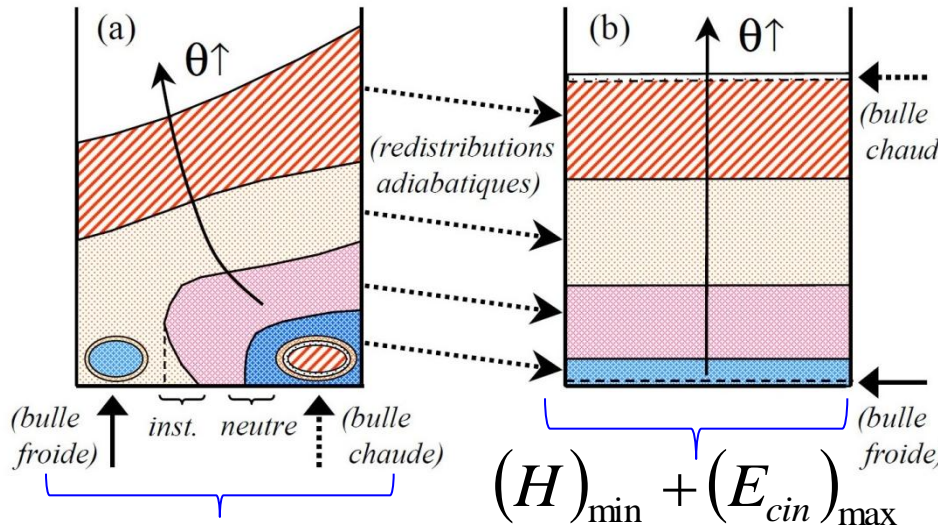 (a)
θ↑
(bulle
froide)
inst.
neutre
(bulle
chaude)
(redistributions
adiabatiques)
(b)
θ↑
(bulle
chaud
(bulle
froide)
(H)min + (Ecin)max